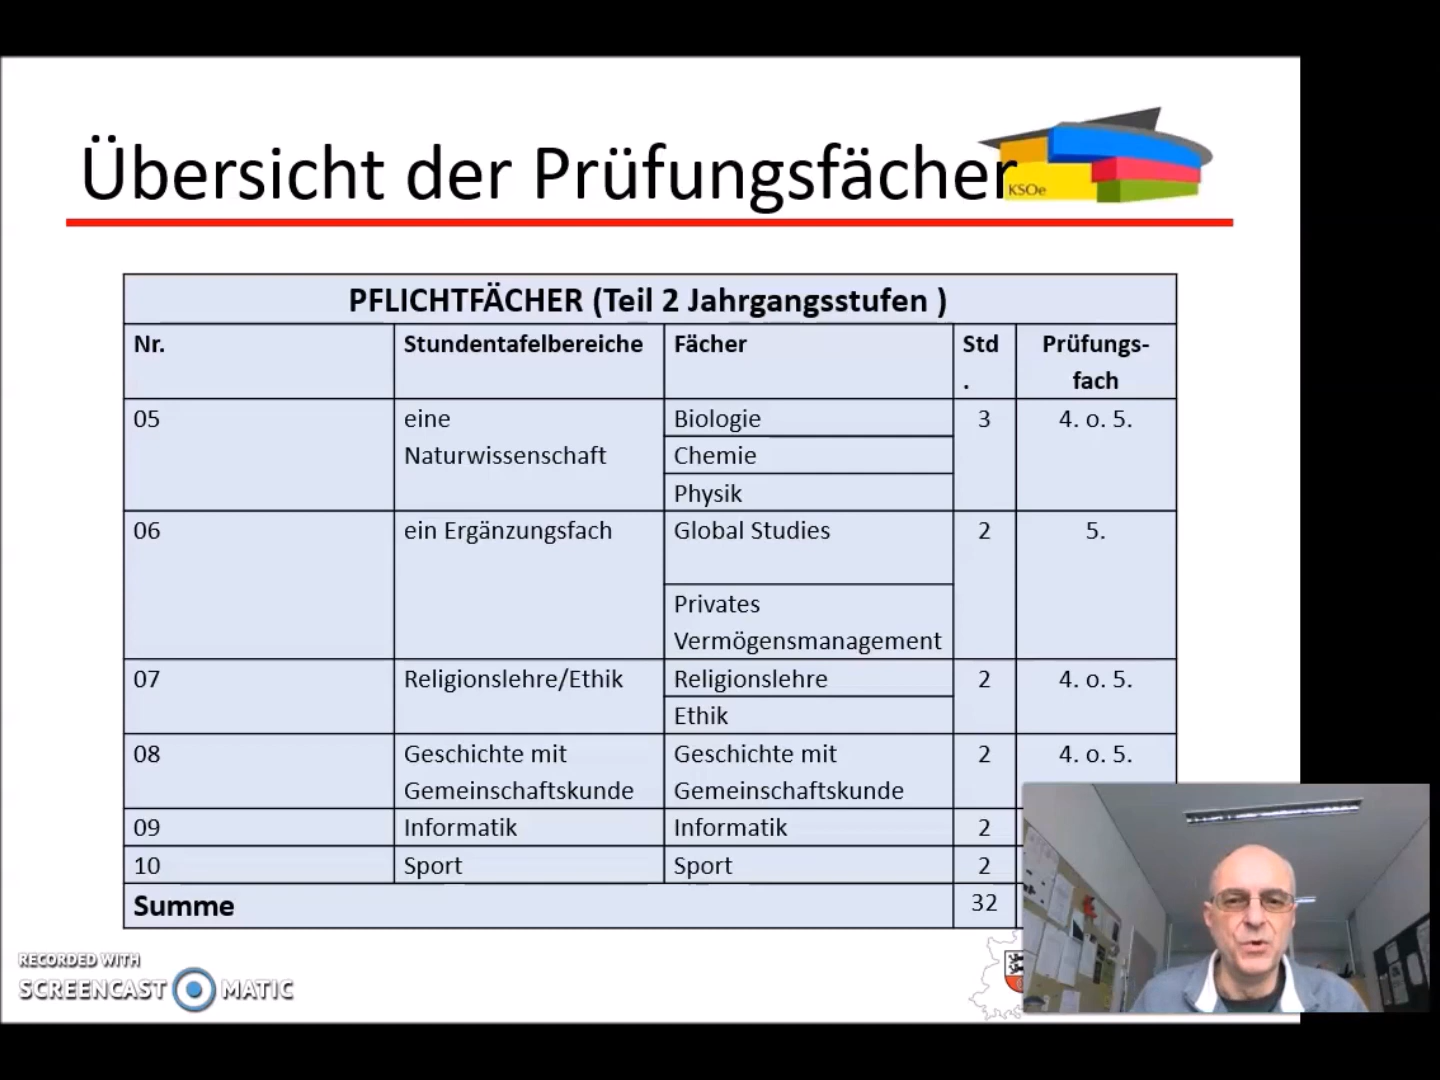 Übersicht der Prüfungsfächer
KSOe
PFLICHTFÄCHER (Teil 2 Jahrgangsstufen )
Nr.
Stundentafelbereiche
Fächer
Std
.
Prüfungs-
fach
05
eine
Naturwissenschaft
Biologie
Chemie
Physik
3
4. o. 5.
06
ein Ergänzungsfach
Global Studies
Privates
Vermögensmanagement
2
5.
07
Religionslehre/Ethik
Religionslehre
Ethik
2
4. o. 5.
08
Geschichte mit
Gemeinschaftskunde
Geschichte mit
Gemeinschaftskunde
2
4. o. 5.
09
Informatik
Informatik
2
10
Sport
Sport
2
Summe
32
RECORDED WITH
SCREENCAST MATIC